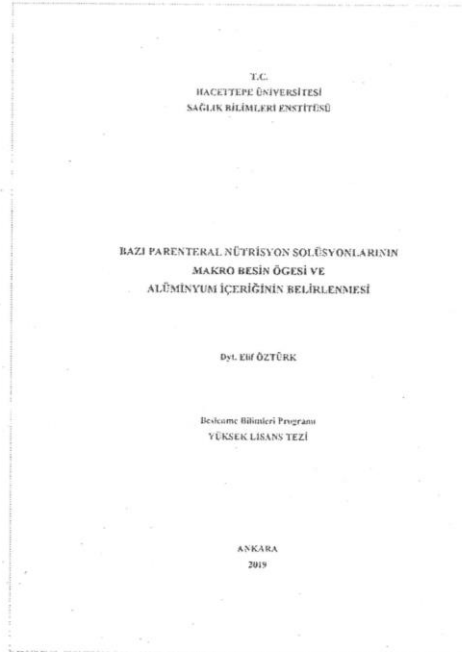 T.C.
HACETTEPE ÜNİVERSİTESİ
SAĞLIK BİLİMLERİ ENSTİTÜSÜ
BAZI PARENTERAL NÜTRİSYON SOLÜSYONLARININ
MAKRO BESİN ÖGESİ VE
ALÜMİNYUM İÇERİĞİNİN BELİRLENMESİ
Dyt. Elif ÖZTÜRK
Beslenme Bilimleri Programı
YÜKSEK LİSANS TEZİ
ANKARA
2019